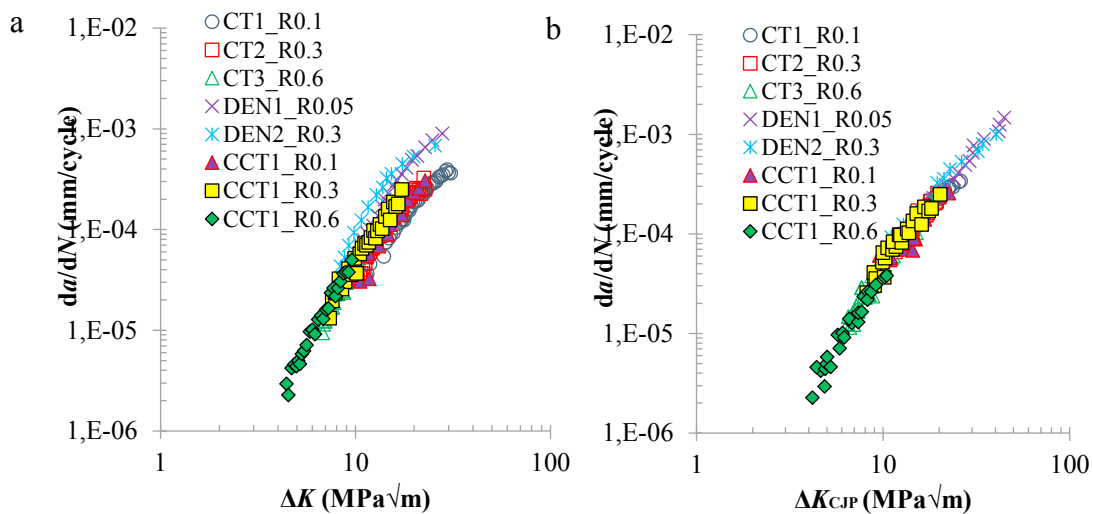 a
1,E-02
1,E-03
1,E-04
1,E-05
1,E-06
da/dN (mm/cycle)
CT1_R0.1
CT2_R0.3
CT3_R0.6
DEN1_R0.05
DEN2_R0.3
CCT1_R0.1
CCT1_R0.3
CCT1_R0.6
1 10 100
ΔK (MPa√m)
b
1,E-02
1,E-03
1,E-04
1,E-05
1,E-06
da/dN (mm/cycle)
CT1_R0.1
CT2_R0.3
CT3_R0.6
DEN1_R0.05
DEN2_R0.3
CCT1_R0.1
CCT1_R0.3
CCT1_R0.6
1 10 100
ΔKCJP (MPa√m)